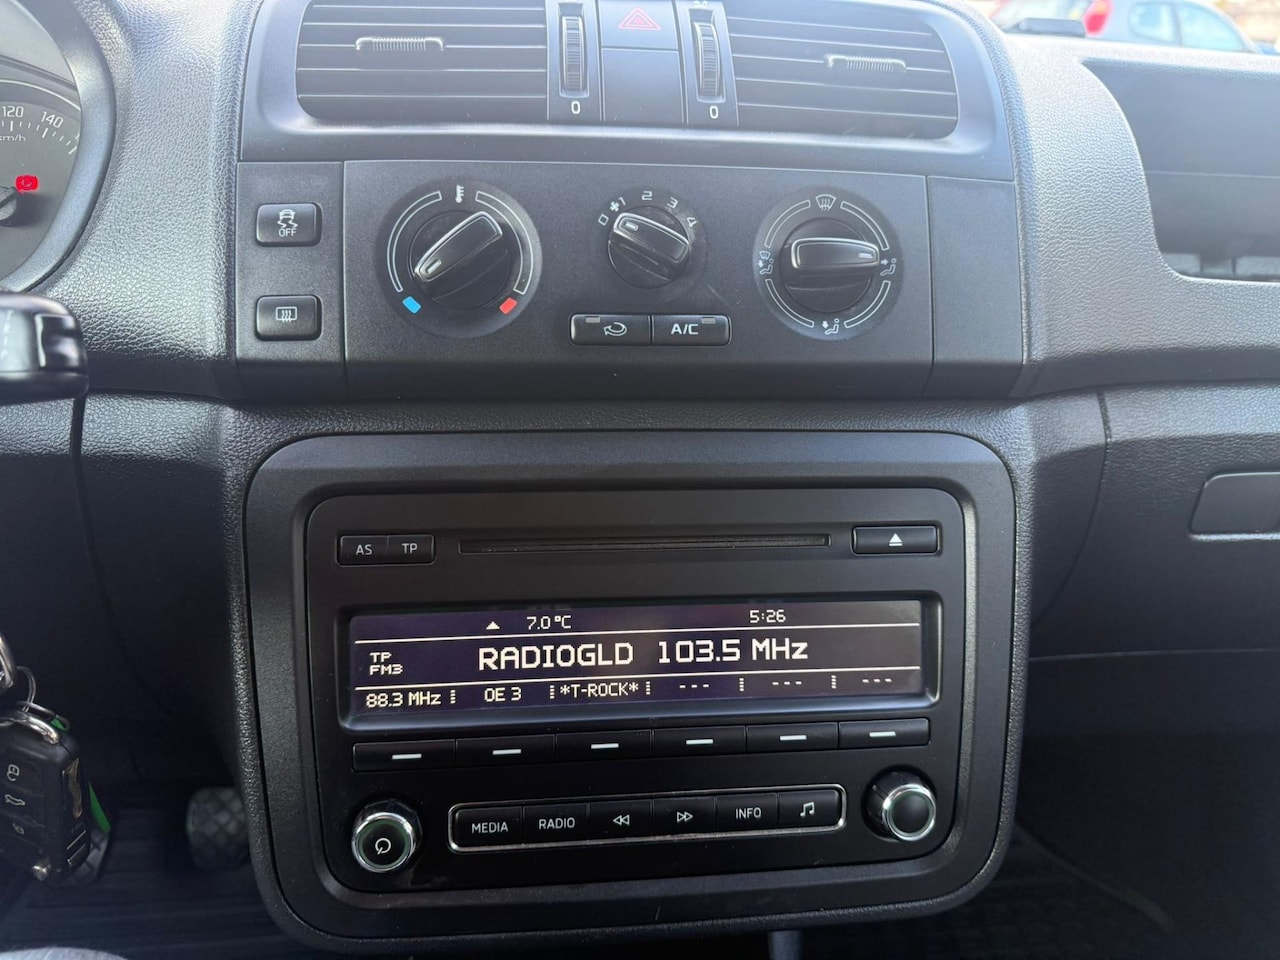 0
0
120 140
km/h
OFF
0 1 2 3 4
A/C
AS TP
7.0 °C 5:26
TP
FM3
RADIOGLD 103.5 MHz
88.3 MHz OE 3 *T-ROCK* --- --- ---
MEDIA RADIO INFO